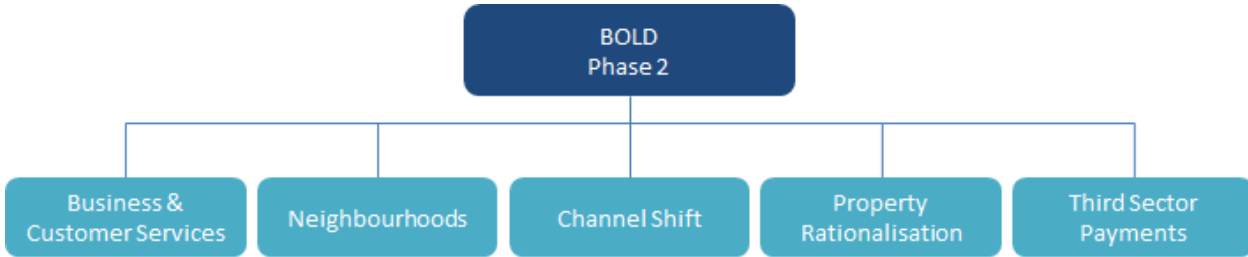 BOLD
Phase 2
Business &
Customer Services
Neighbourhoods
Channel Shift
Property
Rationalisation
Third Sector
Payments